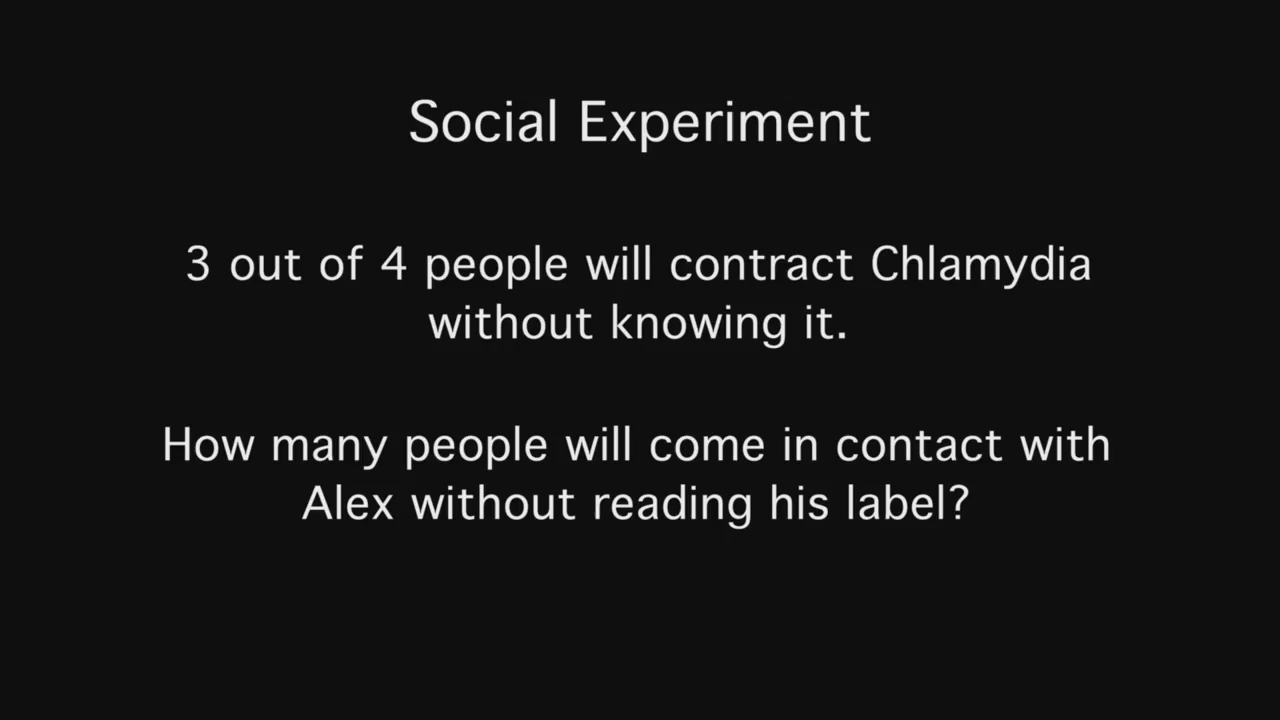 Social Experiment
3 out of 4 people will contract Chlamydia
without knowing it.
How many people will come in contact with
Alex without reading his label?